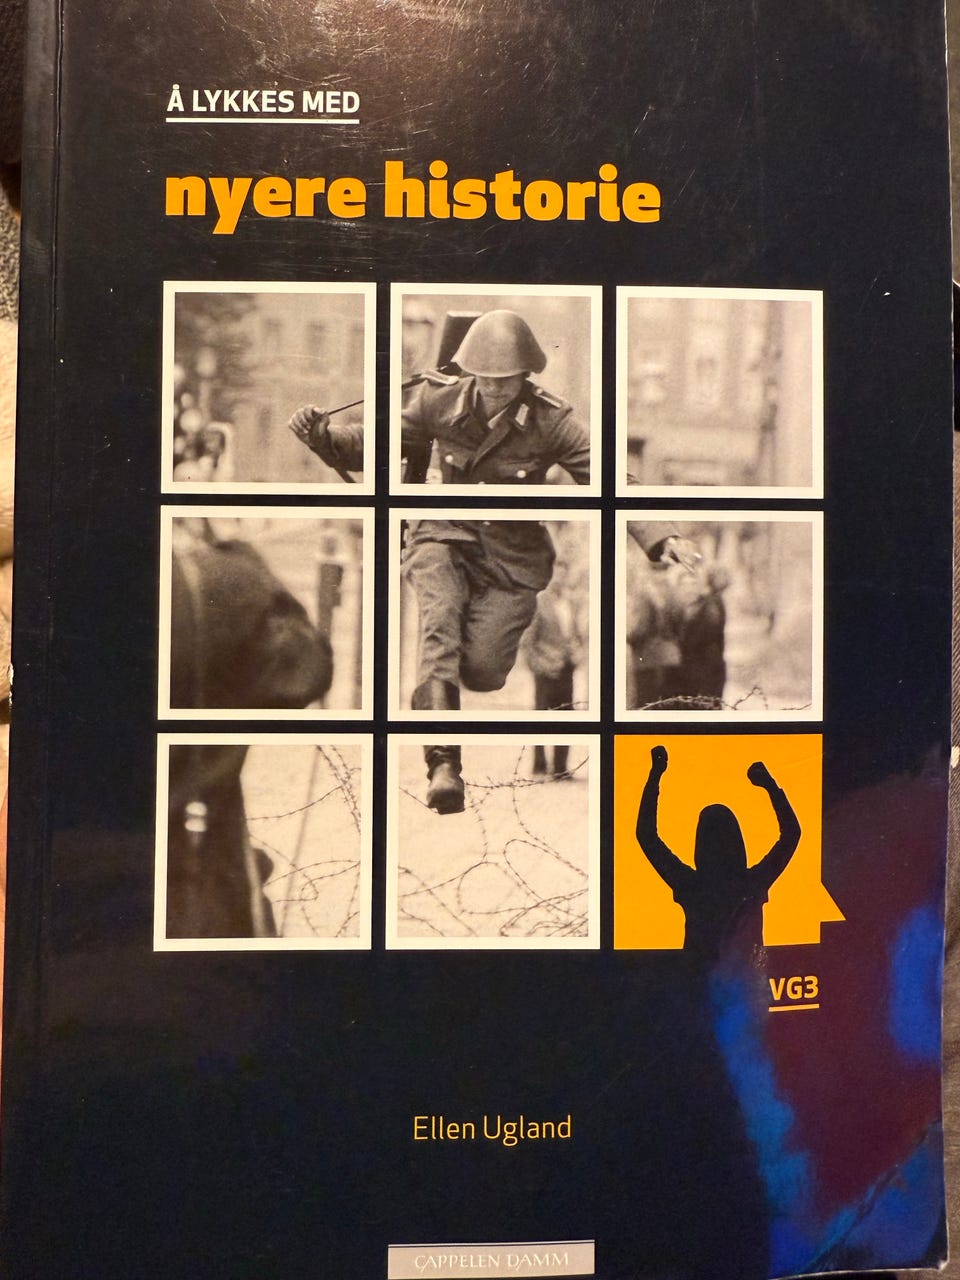 Å LYKKES MED
nyere historie
VG3
Ellen Ugland
CAPPELEN DAMM